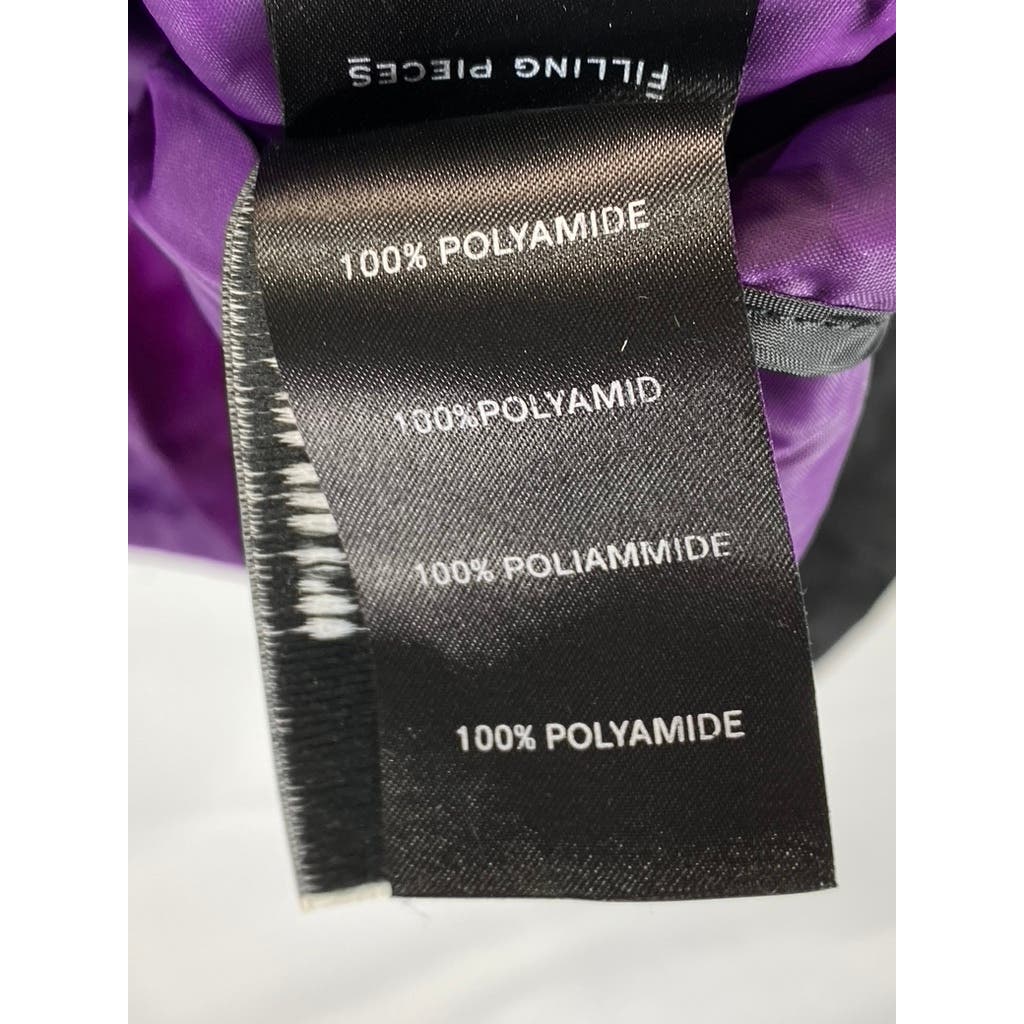 FILLING PIECES
100% POLYAMIDE
100%POLYAMID
100% POLIAMMIDE
100% POLYAMIDE